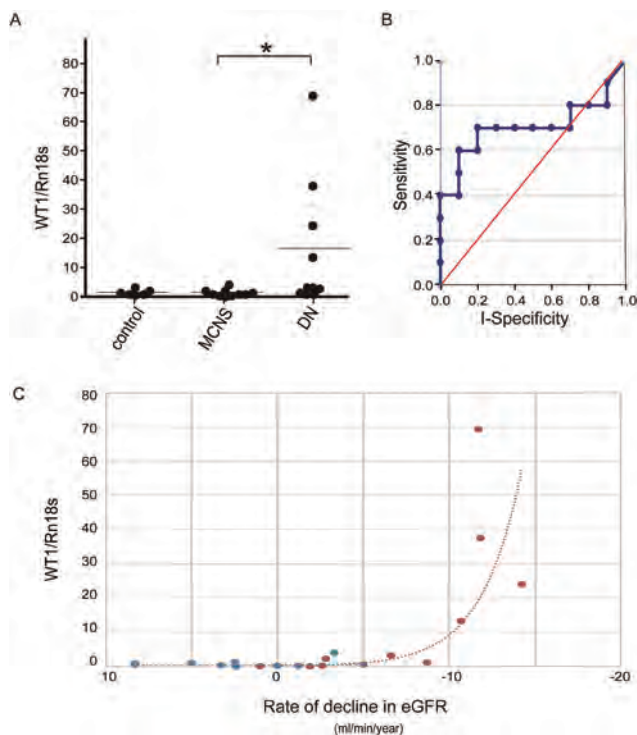 A
B
*
WT1/Rn18s
80
70
60
50
40
30
20
10
0
control
MCNS
DN
Sensitivity
1.0
0.8
0.6
0.4
0.2
0.0
0.0 0.2 0.4 0.6 0.8 1.0
I-Specificity
C
WT1/Rn18s
80
70
60
50
40
30
20
10
0
10 0 -10 -20
Rate of decline in eGFR
(ml/min/year)